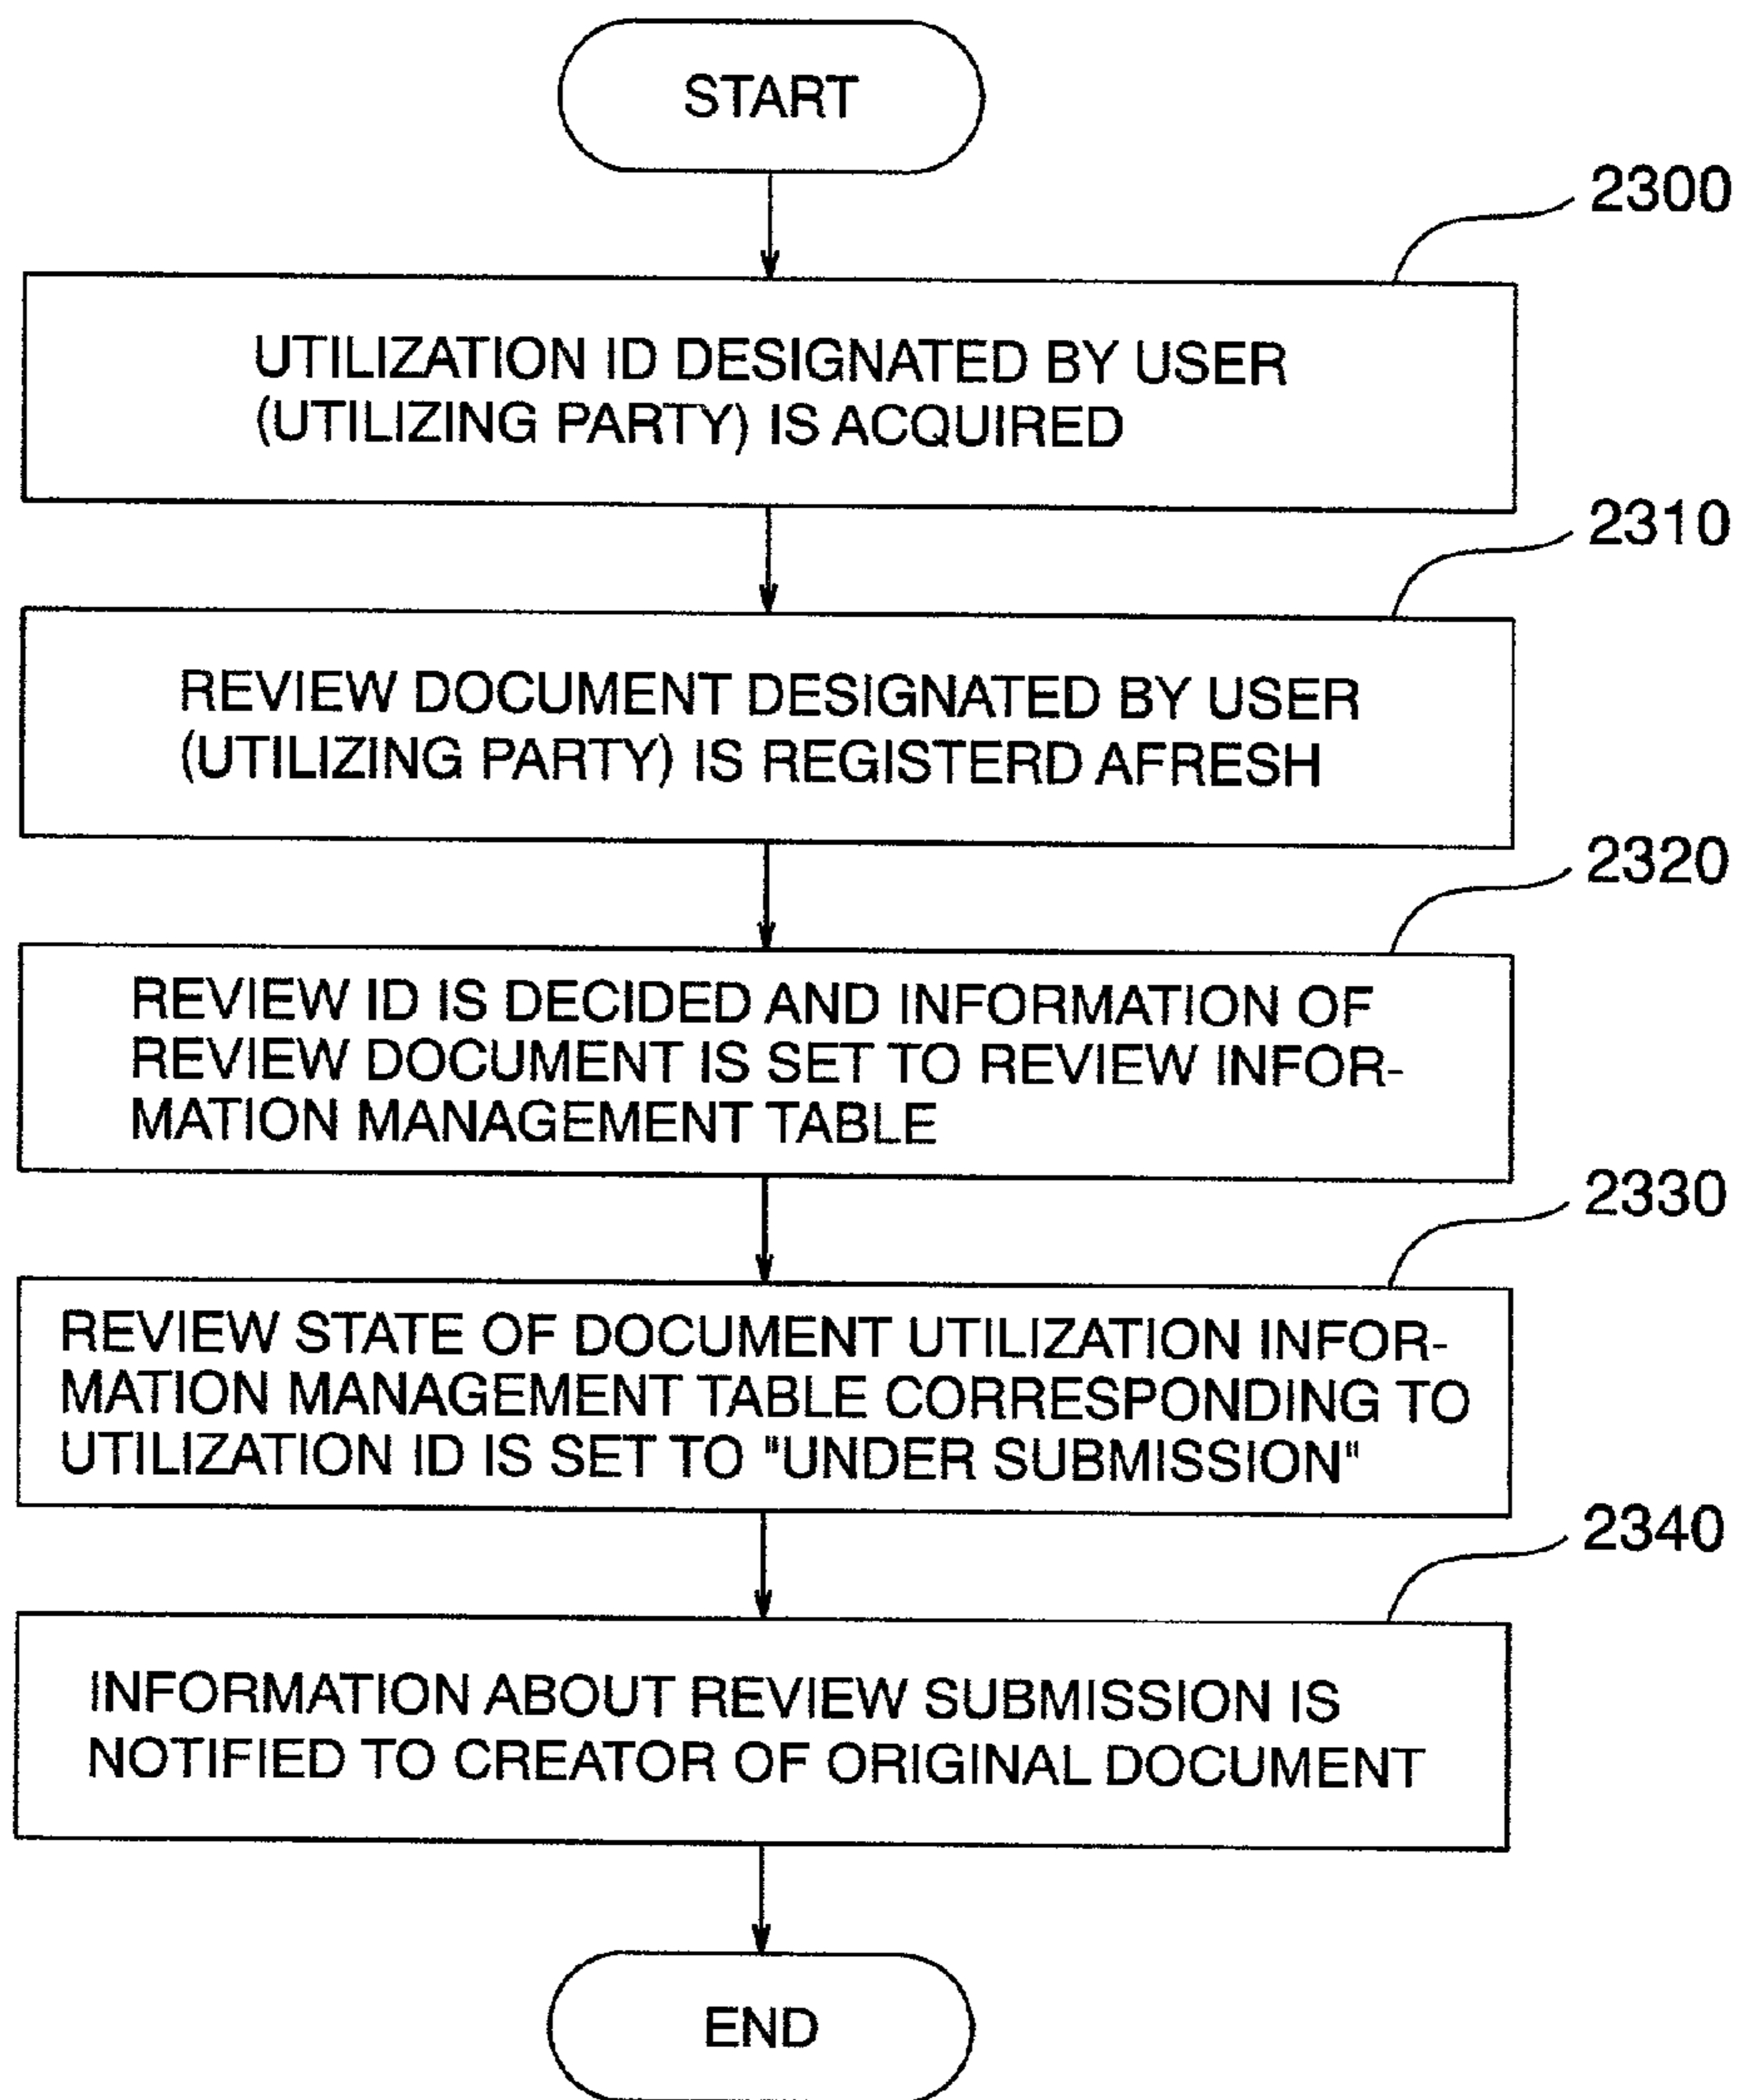 START
2300
UTILIZATION ID DESIGNATED BY USER
(UTILIZING PARTY) IS ACQUIRED
2310
REVIEW DOCUMENT DESIGNATED BY USER
(UTILIZING PARTY) IS REGISTERD AFRESH
2320
REVIEW ID IS DECIDED AND INFORMATION OF
REVIEW DOCUMENT IS SET TO REVIEW INFOR-
MATION MANAGEMENT TABLE
2330
REVIEW STATE OF DOCUMENT UTILIZATION INFOR-
MATION MANAGEMENT TABLE CORRESPONDING TO
UTILIZATION ID IS SET TO "UNDER SUBMISSION"
2340
INFORMATION ABOUT REVIEW SUBMISSION IS
NOTIFIED TO CREATOR OF ORIGINAL DOCUMENT
END